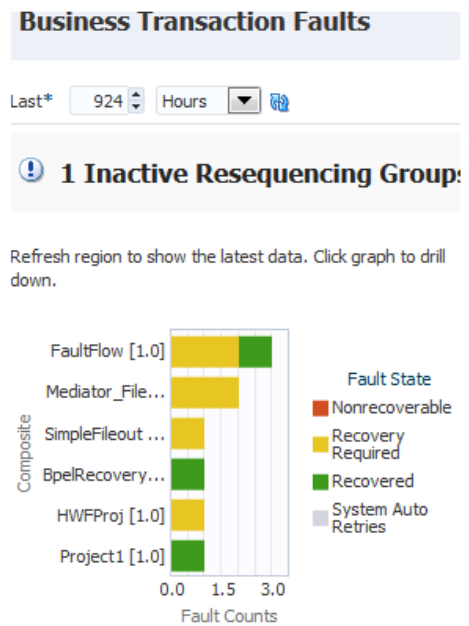 Business Transaction Faults
Last* 924 Hours
1 Inactive Resequencing Group
Refresh region to show the latest data. Click graph to drill
down.
FaultFlow [1.0]
Mediator_File...
SimpleFileout ...
BpelRecovery...
HWFProj [1.0]
Project1 [1.0]
Composite
0.0 1.5 3.0
Fault Counts
Fault State
Nonrecoverable
Recovery
Required
Recovered
System Auto
Retries